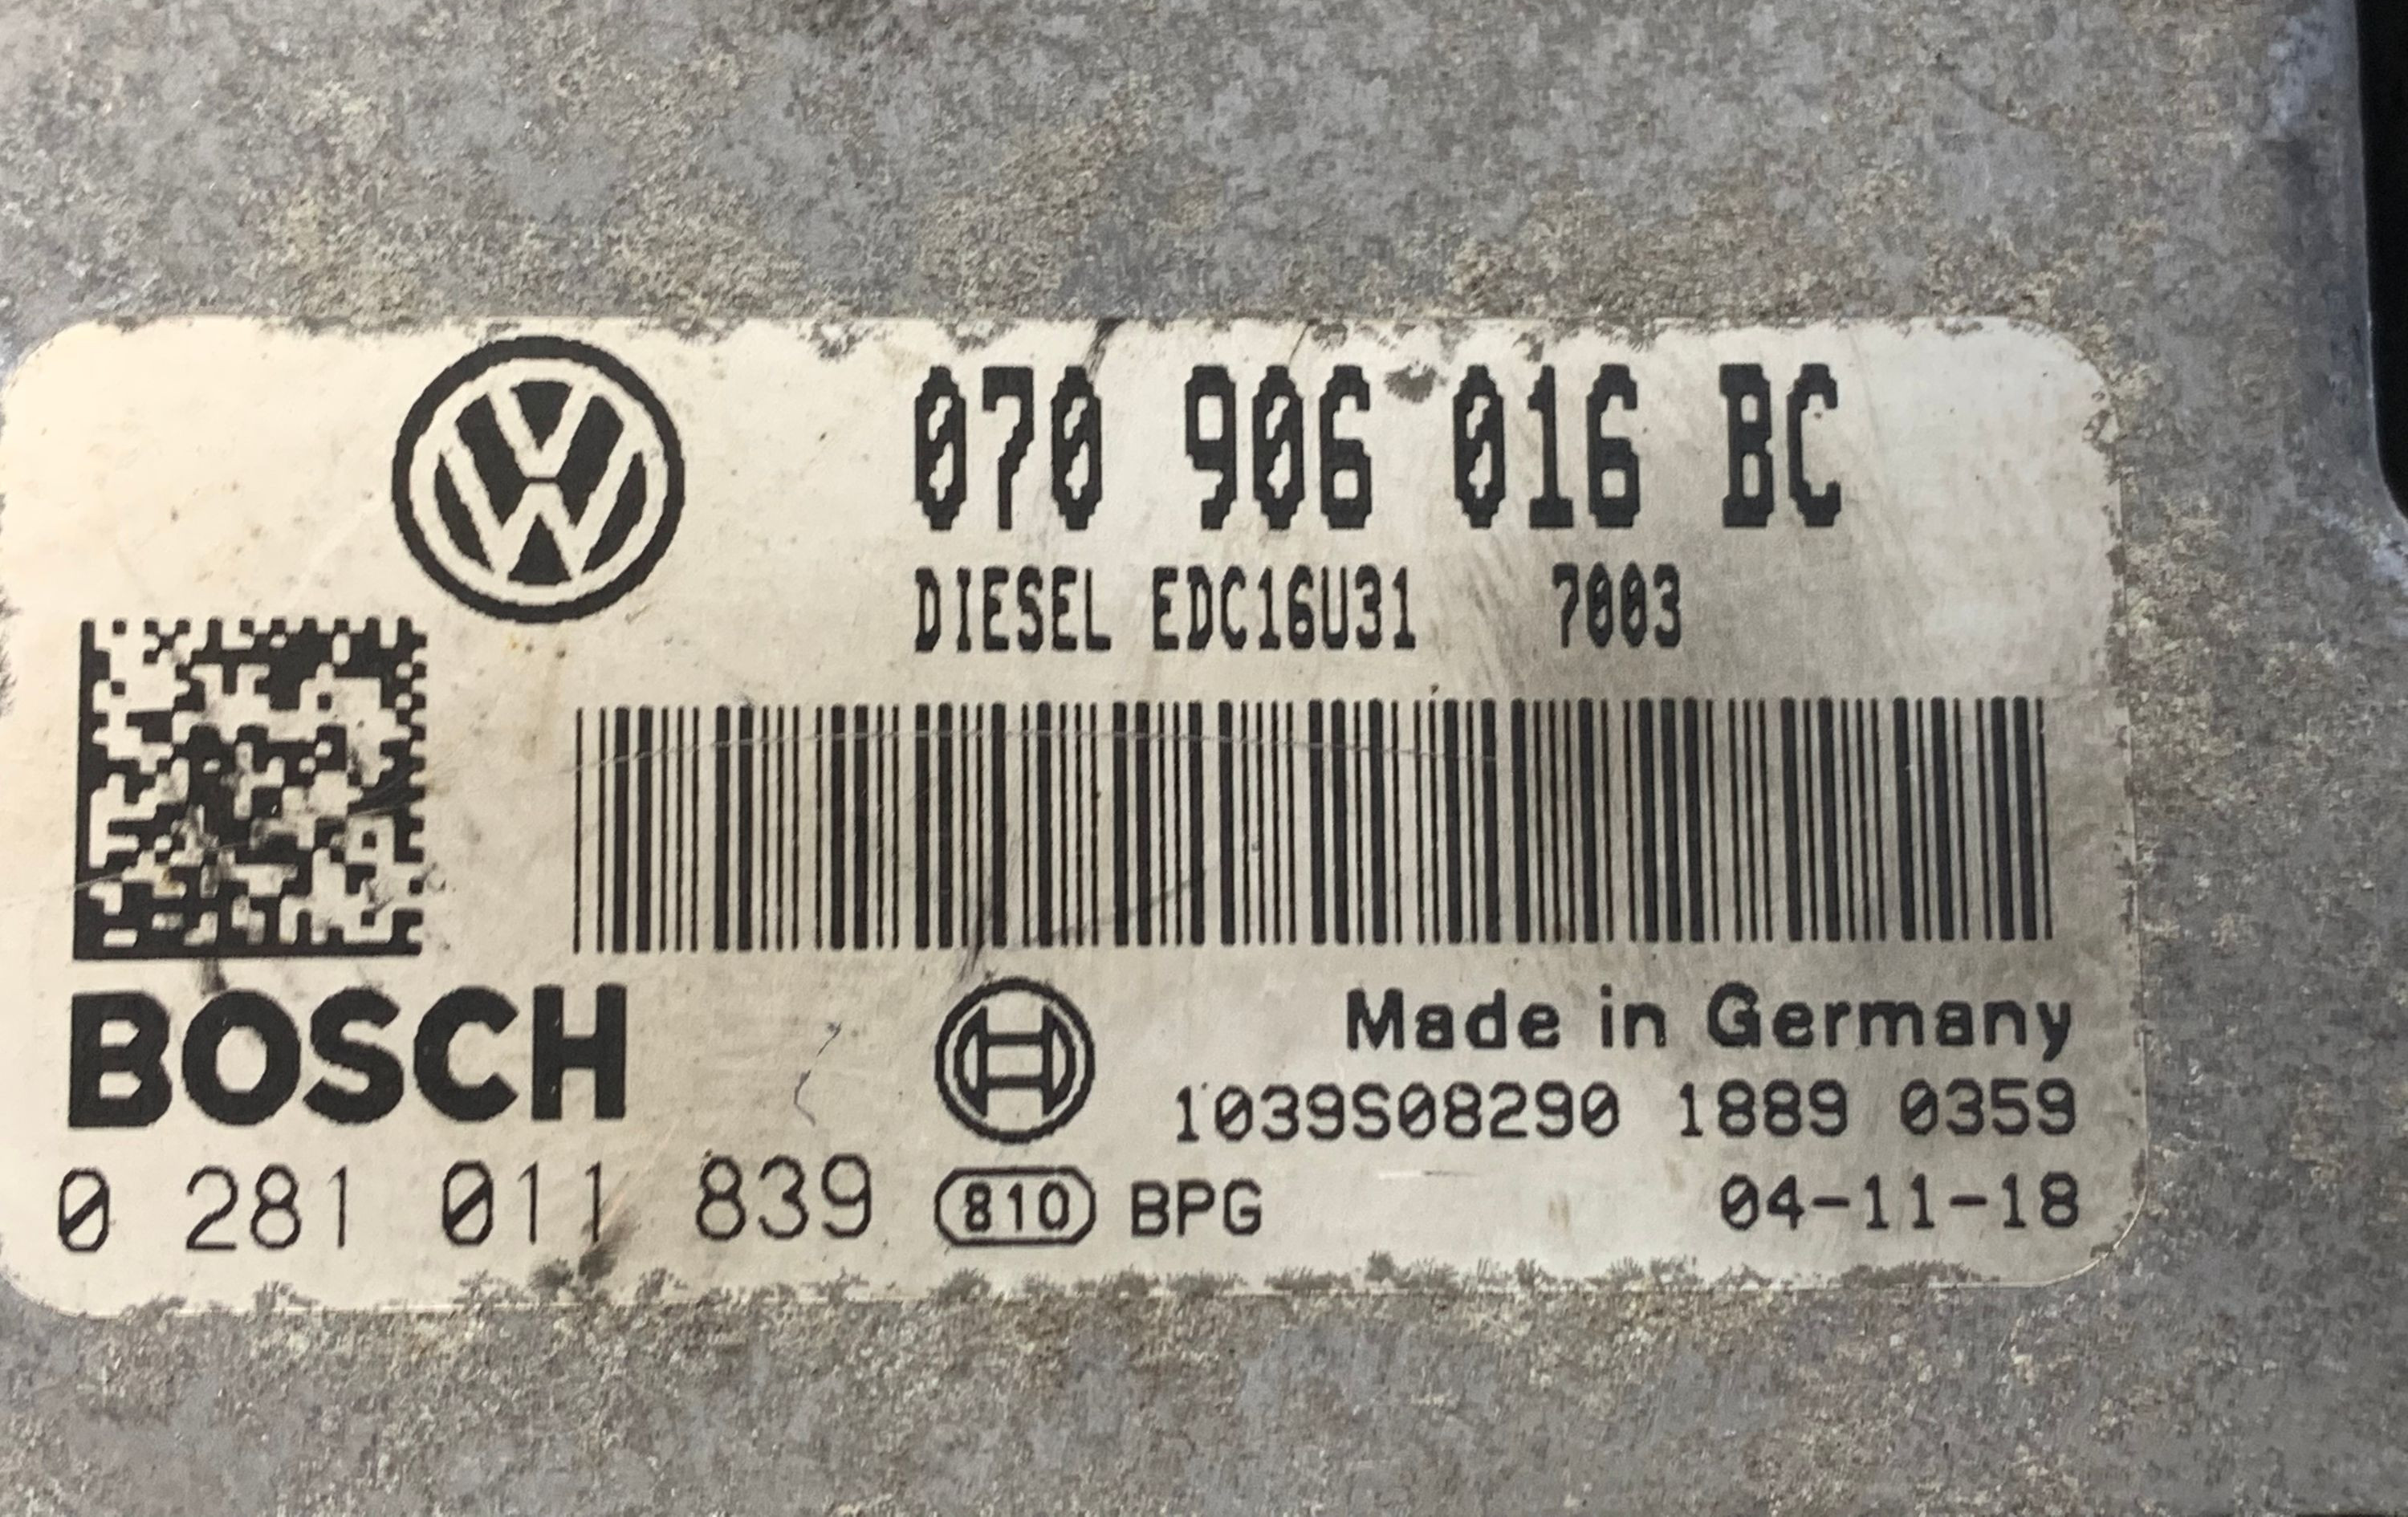 070 906 016 BC
DIESEL EDC16U31 7003
BOSCH
Made in Germany
1039S08290 1889 0359
0 281 011 839
810 BPG
04-11-18